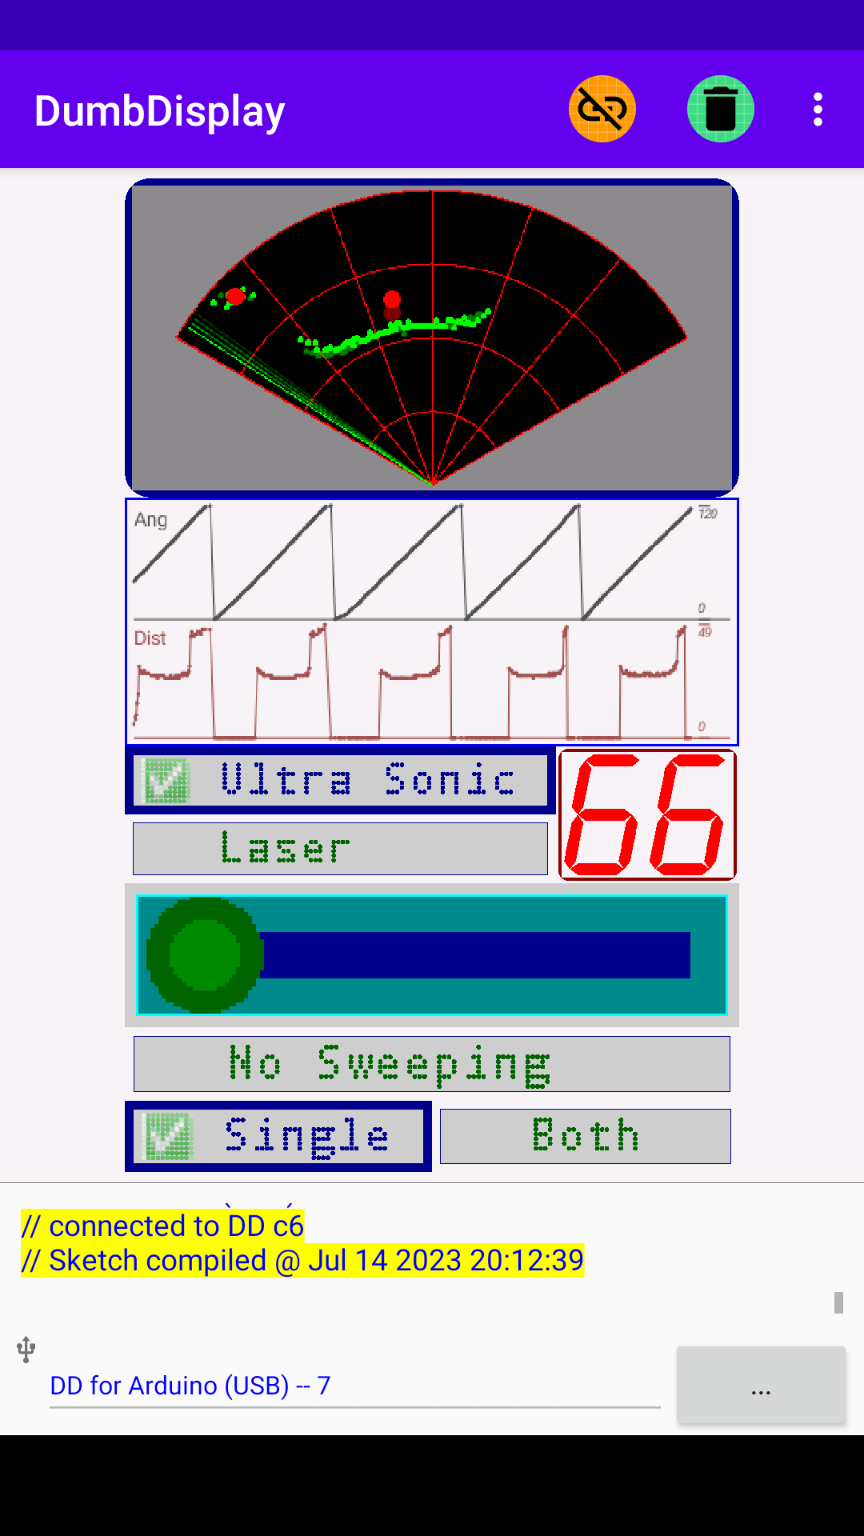 DumbDisplay
Ang
120
0
Dist
49
0
Ultra Sonic
66
Laser
No Sweeping
Single
Both
// connected to DD c6
// Sketch compiled @ Jul 14 2023 20:12:39
DD for Arduino (USB) -- 7
...